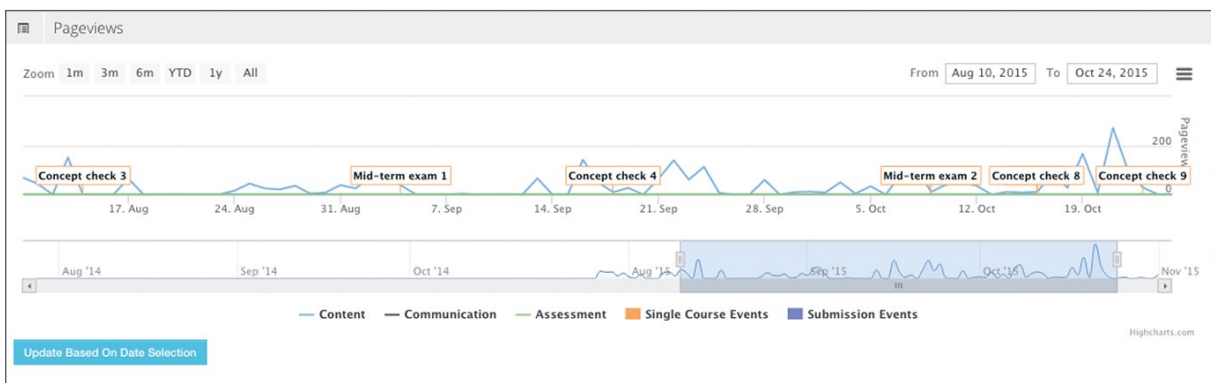 Pageviews
Zoom 1m 3m 6m YTD 1y All
From Aug 10, 2015 To Oct 24, 2015
200
Pageview
Concept check 3 Mid-term exam 1 Concept check 4 Mid-term exam 2 Concept check 8 Concept check 9
0
17. Aug 24. Aug 31. Aug 7. Sep 14. Sep 21. Sep 28. Sep 5. Oct 12. Oct 19. Oct
Aug '14 Sep '14 Oct '14 Aug '15 Sep '15 Oct '15 Nov '15
Content Communication Assessment Single Course Events Submission Events
Highcharts.com
Update Based On Date Selection